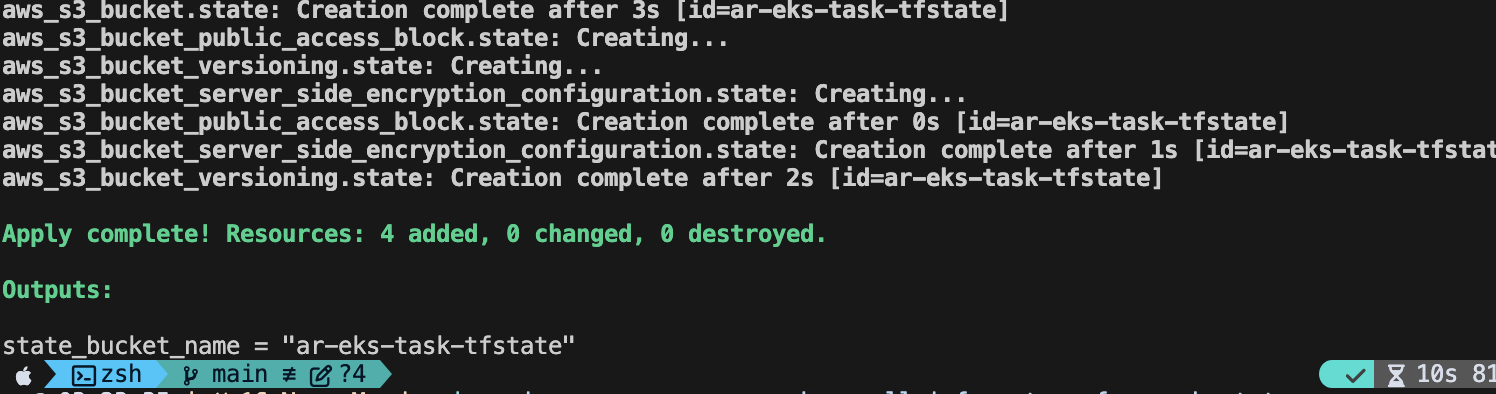 aws_s3_bucket.state: Creation complete after 3s [id=ar-eks-task-tfstate]
aws_s3_bucket_public_access_block.state: Creating...
aws_s3_bucket_versioning.state: Creating...
aws_s3_bucket_server_side_encryption_configuration.state: Creating...
aws_s3_bucket_public_access_block.state: Creation complete after 0s [id=ar-eks-task-tfstate]
aws_s3_bucket_server_side_encryption_configuration.state: Creation complete after 1s [id=ar-eks-task-tfstat
aws_s3_bucket_versioning.state: Creation complete after 2s [id=ar-eks-task-tfstate]
Apply complete! Resources: 4 added, 0 changed, 0 destroyed.
Outputs:
state_bucket_name = "ar-eks-task-tfstate"
zsh main ≢ ?4 10s 81